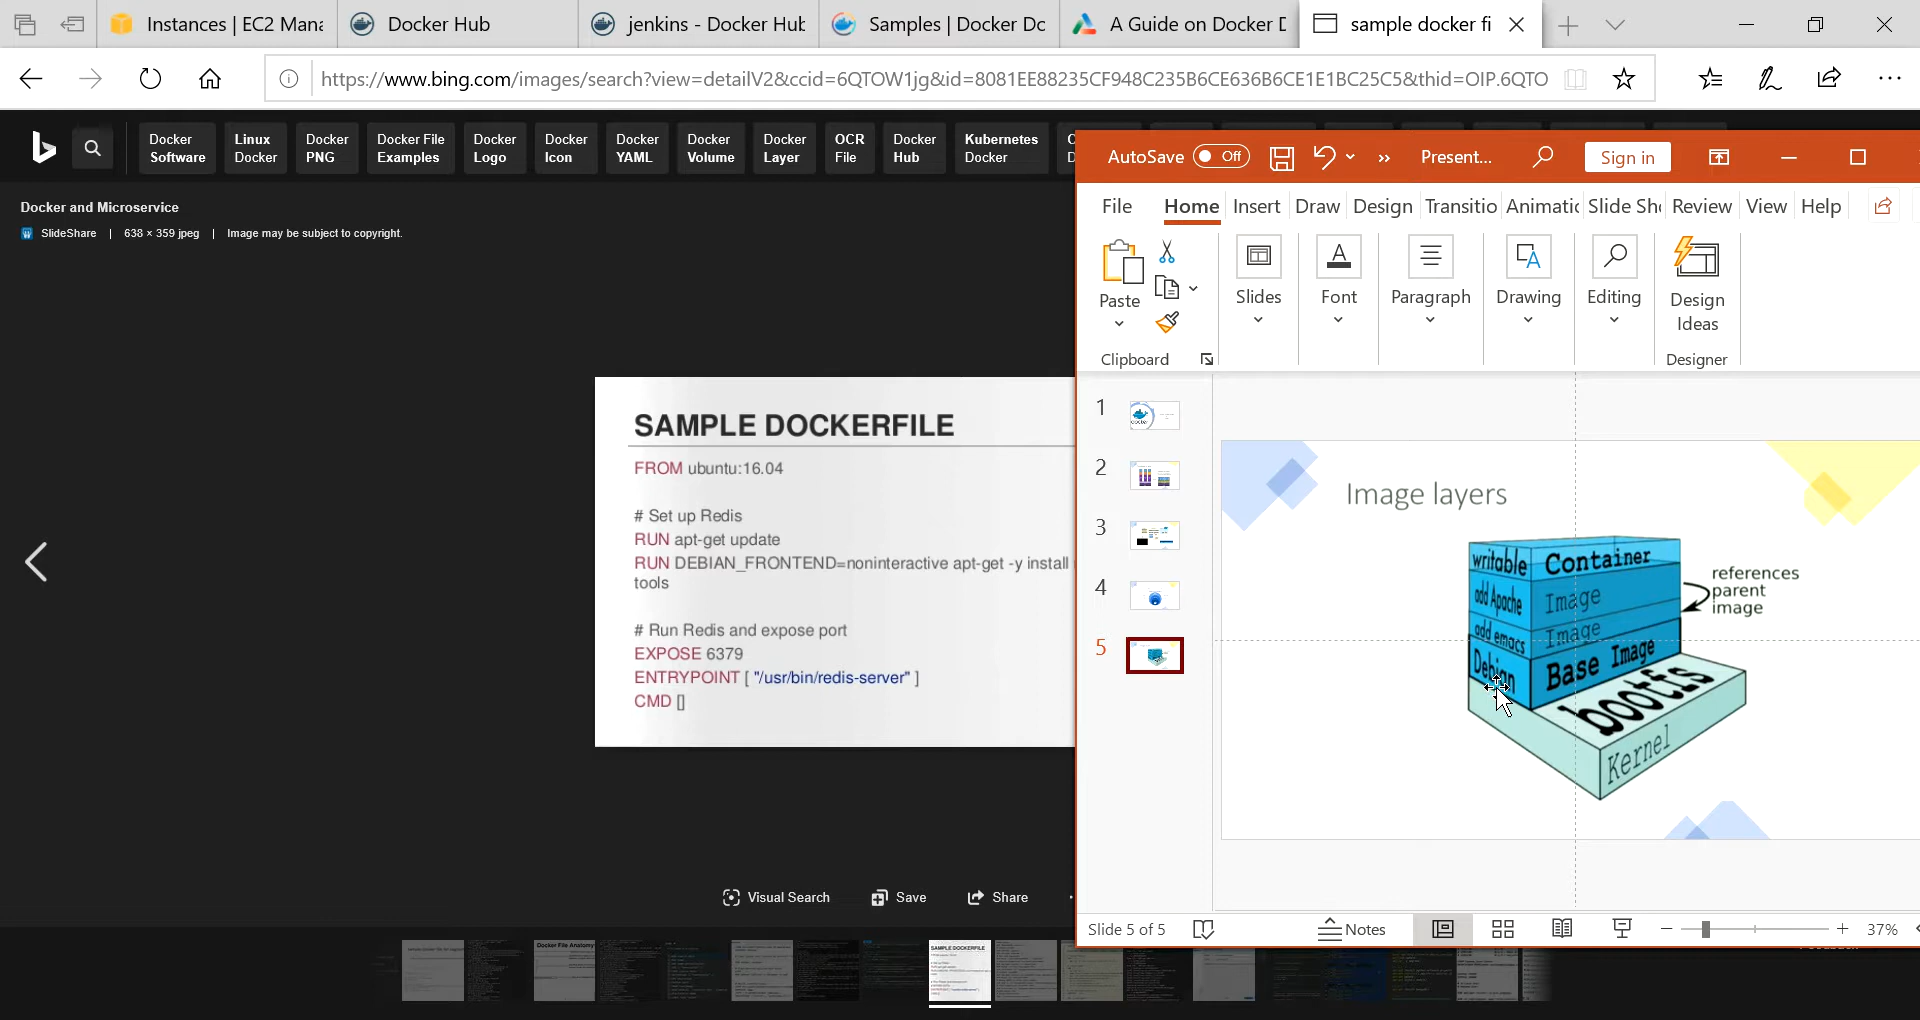 Instances | EC2 Mana
Docker Hub
jenkins - Docker Hub
Samples | Docker Dc
A Guide on Docker D
sample docker fi
https://www.bing.com/images/search?view=detailV2&ccid=6QTOW1jg&id=8081EE88235CF948C235B6CE636B6CE1E1BC25C5&thid=OIP.6QTO
Docker Software
Linux Docker
Docker PNG
Docker File Examples
Docker Logo
Docker Icon
Docker YAML
Docker Volume
Docker Layer
OCR File
Docker Hub
Kubernetes Docker
Docker and Microservice
SlideShare | 638 × 359 jpeg | Image may be subject to copyright.
SAMPLE DOCKERFILE
FROM ubuntu:16.04
# Set up Redis
RUN apt-get update
RUN DEBIAN_FRONTEND=noninteractive apt-get -y install
tools
# Run Redis and expose port
EXPOSE 6379
ENTRYPOINT [ "/usr/bin/redis-server" ]
CMD []
Visual Search
Save
Share
AutoSave Off
Present...
Sign in
File Home Insert Draw Design Transitio Animatic Slide Sho Review View Help
Paste
Clipboard
Slides
Font
Paragraph
Drawing
Editing
Design
Ideas
Designer
1
2
3
4
5
Image layers
writable Container
add Apache Image
add emacs Image
Debian Base Image
bootfs
Kernel
references
parent
image
Slide 5 of 5
Notes
37%